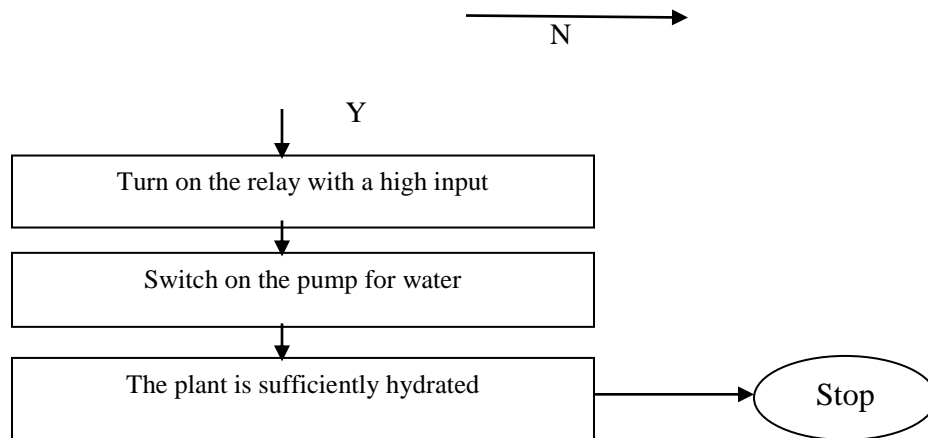 N
Y
Turn on the relay with a high input
Switch on the pump for water
The plant is sufficiently hydrated
Stop